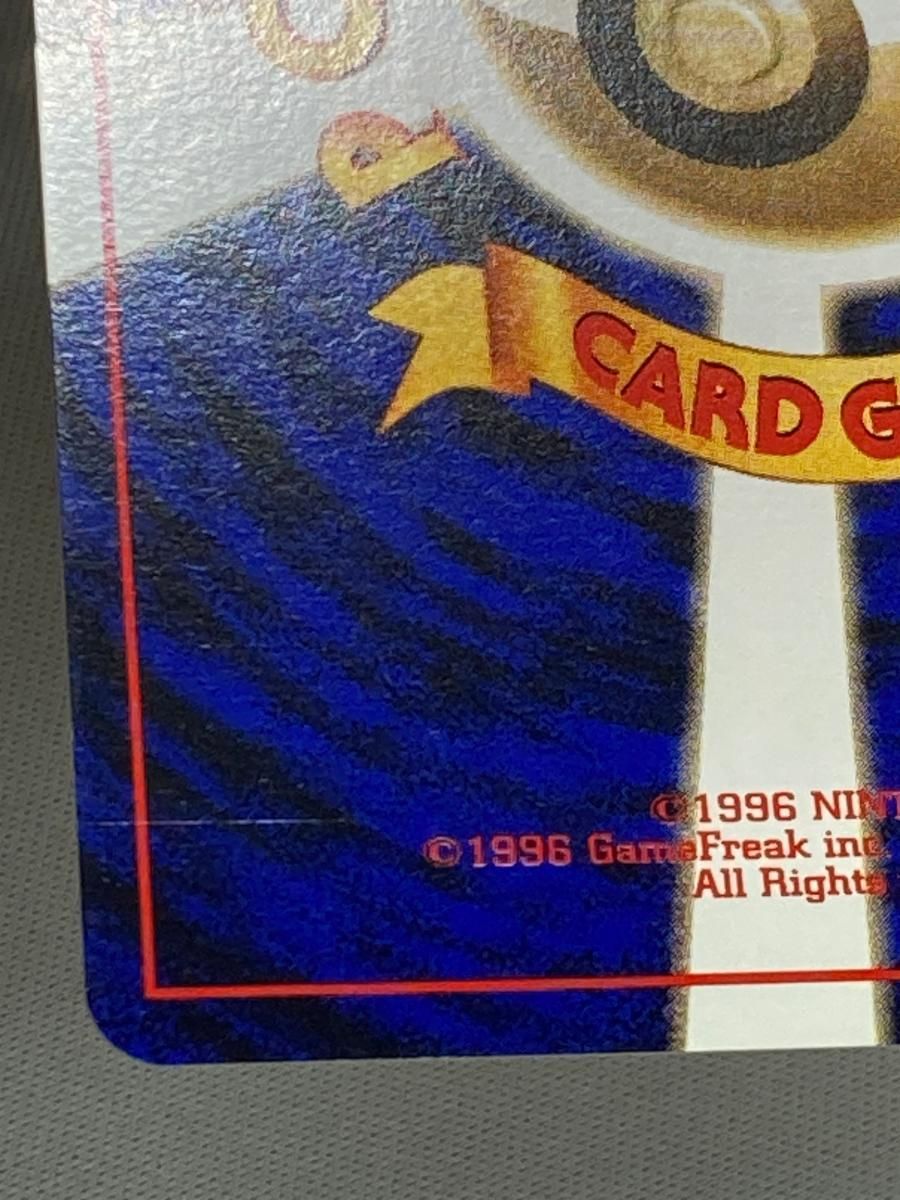 P
CARD G
©1996 NINT
©1996 GameFreak inc.
All Rights